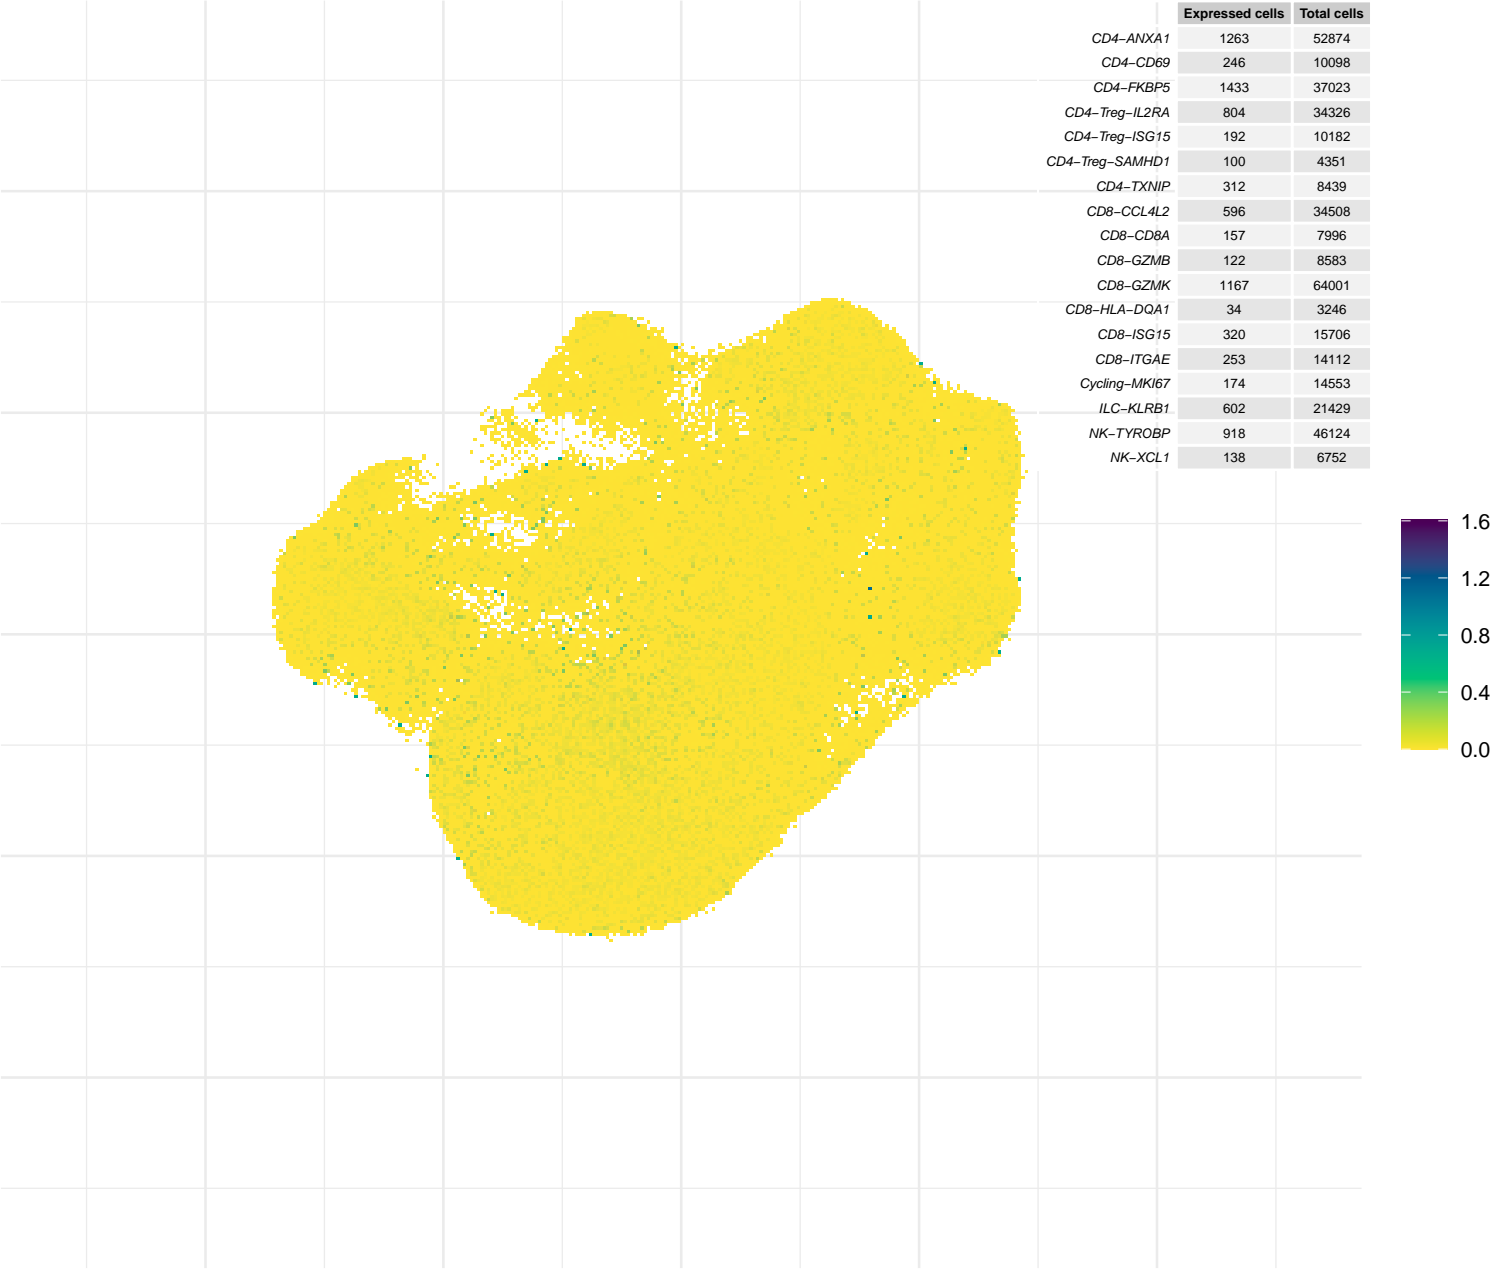 Expressed cells Total cells
CD4−ANXA1 1263 52874
CD4−CD69 246 10098
CD4−FKBP5 1433 37023
CD4−Treg−IL2RA 804 34326
CD4−Treg−ISG15 192 10182
CD4−Treg−SAMHD1 100 4351
CD4−TXNIP 312 8439
CD8−CCL4L2 596 34508
CD8−CD8A 157 7996
CD8−GZMB 122 8583
CD8−GZMK 1167 64001
CD8−HLA−DQA1 34 3246
CD8−ISG15 320 15706
CD8−ITGAE 253 14112
Cycling−MKI67 174 14553
ILC−KLRB1 602 21429
NK−TYROBP 918 46124
NK−XCL1 138 6752
1.6
1.2
0.8
0.4
0.0